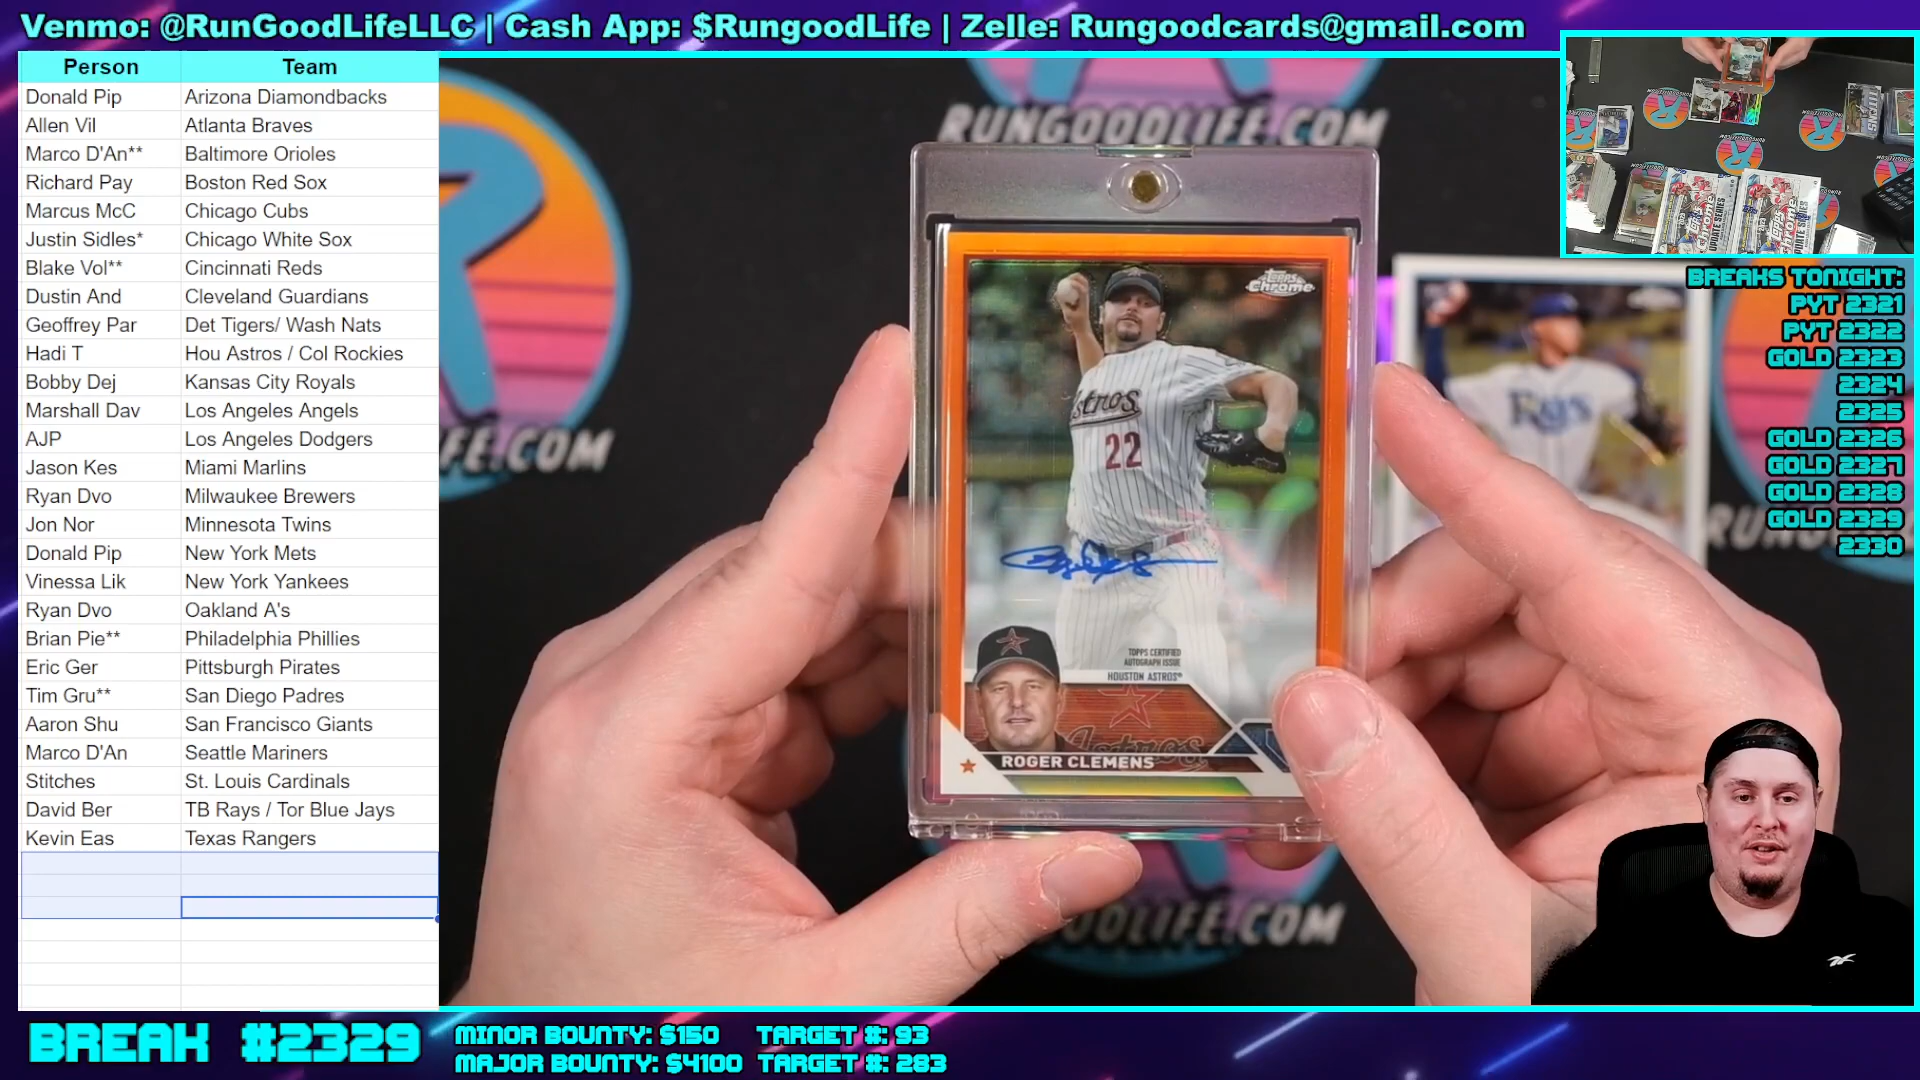 Venmo: @RunGoodLifeLLC | Cash App: $RungoodLife | Zelle: Rungoodcards@gmail.com
Person Team
Donald Pip Arizona Diamondbacks
Allen Vil Atlanta Braves
Marco D'An** Baltimore Orioles
Richard Pay Boston Red Sox
Marcus McC Chicago Cubs
Justin Sidles* Chicago White Sox
Blake Vol** Cincinnati Reds
Dustin And Cleveland Guardians
Geoffrey Par Det Tigers/ Wash Nats
Hadi T Hou Astros / Col Rockies
Bobby Dej Kansas City Royals
Marshall Dav Los Angeles Angels
AJP Los Angeles Dodgers
Jason Kes Miami Marlins
Ryan Dvo Milwaukee Brewers
Jon Nor Minnesota Twins
Donald Pip New York Mets
Vinessa Lik New York Yankees
Ryan Dvo Oakland A's
Brian Pie** Philadelphia Phillies
Eric Ger Pittsburgh Pirates
Tim Gru** San Diego Padres
Aaron Shu San Francisco Giants
Marco D'An Seattle Mariners
Stitches St. Louis Cardinals
David Ber TB Rays / Tor Blue Jays
Kevin Eas Texas Rangers
RUNGOODLIFE.COM
FE.COM
Topps
Chrome
stros
22
TOPPS CERTIFIED
AUTOGRAPH ISSUE
HOUSTON ASTROS®
Astros
ROGER CLEMENS
Rays
OODLIFE.COM
BREAKS TONIGHT:
PYT 2321
PYT 2322
GOLD 2323
2324
2325
GOLD 2326
GOLD 2327
GOLD 2328
GOLD 2329
2330
BREAK #2329
MINOR BOUNTY: $150 TARGET #: 93
MAJOR BOUNTY: $4100 TARGET #: 283